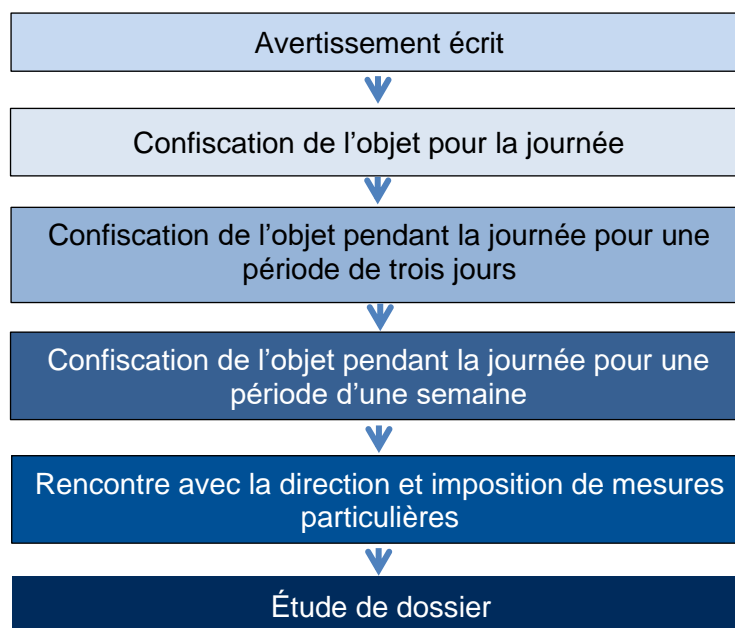 Avertissement écrit
Confiscation de l’objet pour la journée
Confiscation de l’objet pendant la journée pour une
période de trois jours
Confiscation de l’objet pendant la journée pour une
période d’une semaine
Rencontre avec la direction et imposition de mesures
particulières
Étude de dossier